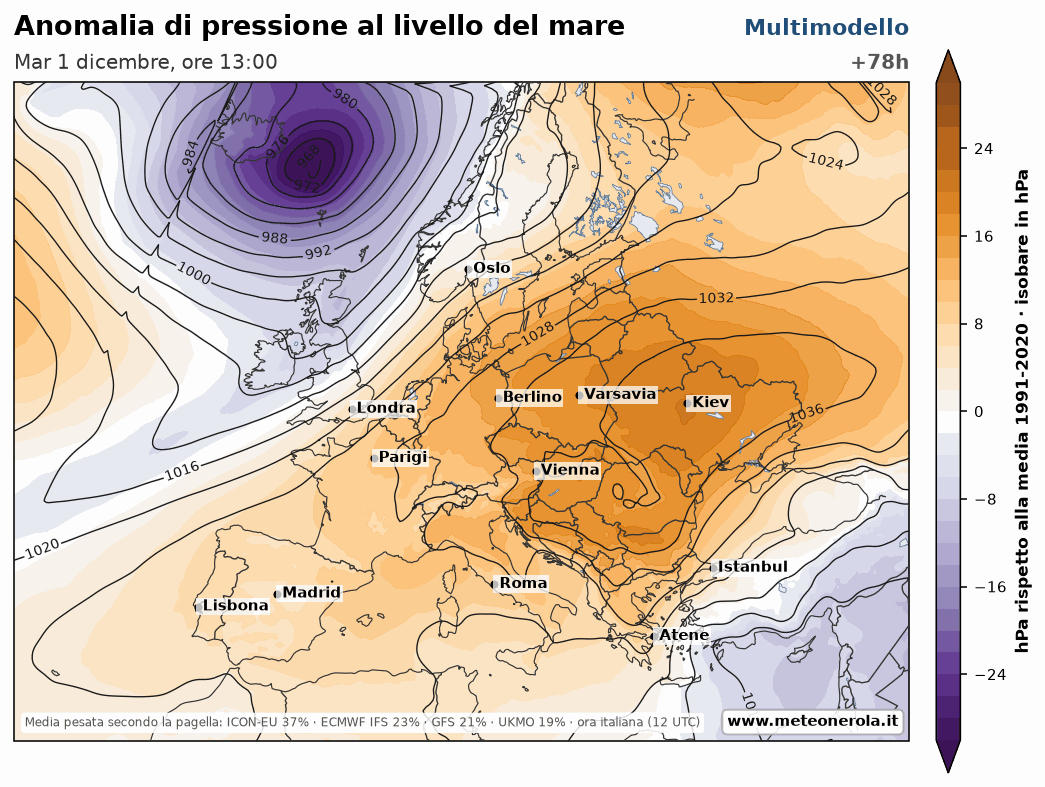 Anomalia di pressione al livello del mare
Multimodello
Mar 1 dicembre, ore 13:00
+78h
980
1028
976
968
984
1024
972
988
992
1000
1032
1028
1036
1016
1020
Oslo
Berlino
Varsavia
Kiev
Londra
Parigi
Vienna
Istanbul
Roma
Madrid
Lisbona
Atene
24
16
8
0
−8
−16
−24
hPa rispetto alla media 1991-2020 · isobare in hPa
Media pesata secondo la pagella: ICON-EU 37% · ECMWF IFS 23% · GFS 21% · UKMO 19% · ora italiana (12 UTC)
www.meteonerola.it